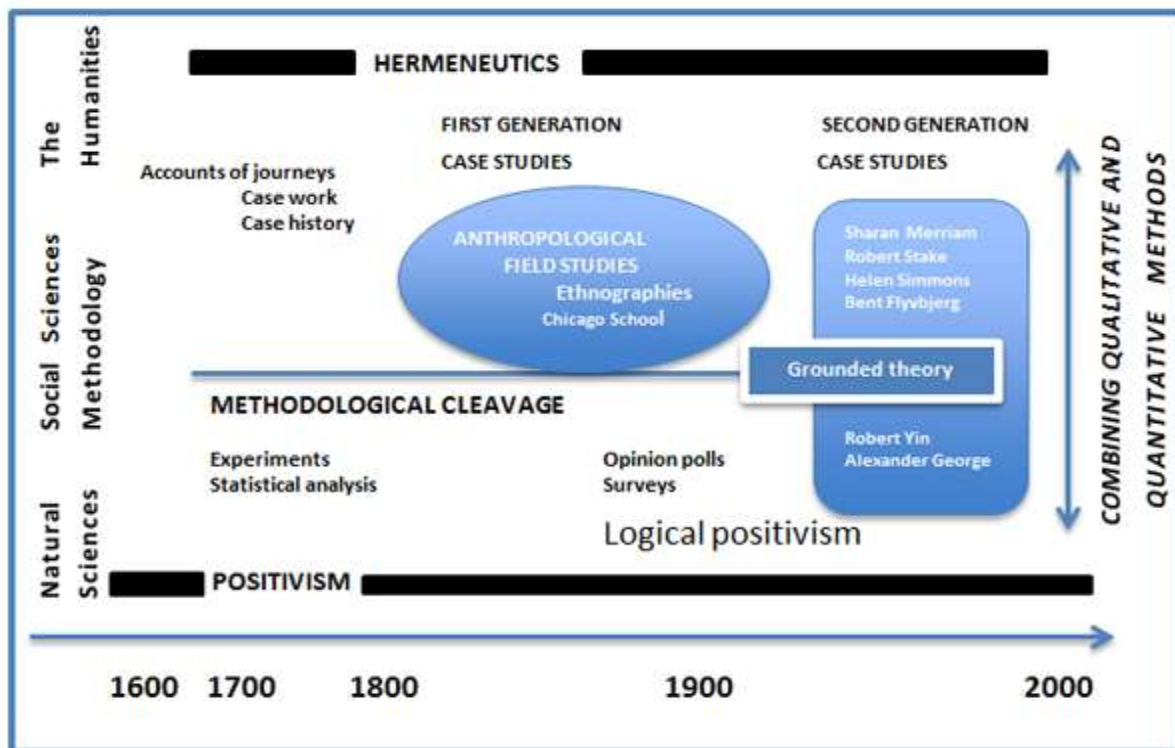 The
Humanities
HERMENEUTICS
FIRST GENERATION
CASE STUDIES
SECOND GENERATION
CASE STUDIES
Accounts of journeys
Case work
Case history
ANTHROPOLOGICAL
FIELD STUDIES
Ethnographies
Chicago School
Sharan Merriam
Robert Stake
Helen Simmons
Bent Flyvbjerg
Grounded theory
Robert Yin
Alexander George
Social Sciences
Methodology
METHODOLOGICAL CLEAVAGE
Experiments
Statistical analysis
Opinion polls
Surveys
Logical positivism
Natural
Sciences
POSITIVISM
COMBINING QUALITATIVE AND
QUANTITATIVE METHODS
1600 1700 1800 1900 2000